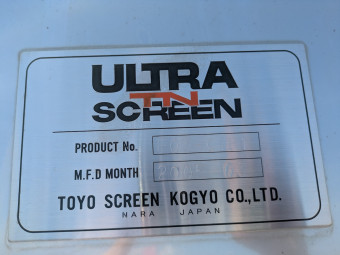 ULTRA
TN
SCREEN
PRODUCT No.
M.F.D MONTH
TOYO SCREEN KOGYO CO.,LTD.
NARA JAPAN